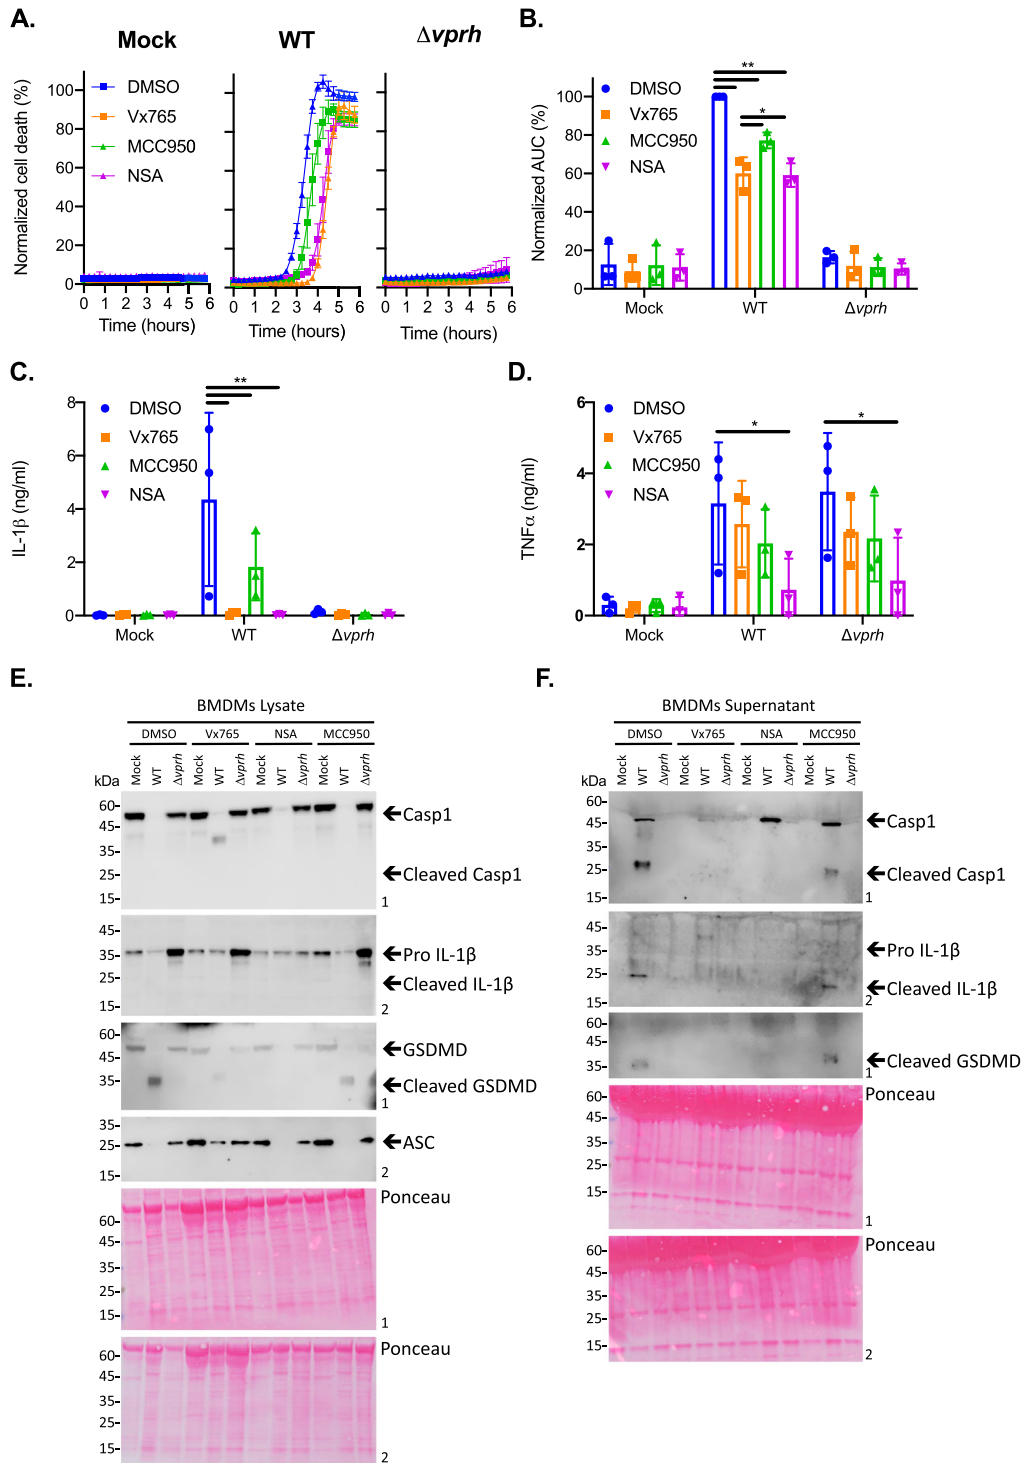 A.
Mock
WT
Δvprh
Normalized cell death (%)
100
80
60
40
20
0
DMSO
Vx765
MCC950
NSA
0 1 2 3 4 5 6
0 1 2 3 4 5 6
0 1 2 3 4 5 6
Time (hours)
Time (hours)
Time (hours)
B.
Normalized AUC (%)
100
80
60
40
20
0
DMSO
Vx765
MCC950
NSA
**
*
Mock
WT
Δvprh
C.
IL-1β (ng/ml)
8
6
4
2
0
DMSO
Vx765
MCC950
NSA
**
Mock
WT
Δvprh
D.
TNFα (ng/ml)
6
4
2
0
DMSO
Vx765
MCC950
NSA
*
*
Mock
WT
Δvprh
E.
BMDMs Lysate
DMSO Vx765 NSA MCC950
Mock WT Δvprh Mock WT Δvprh Mock WT Δvprh Mock WT Δvprh
kDa
60-
45-
35-
25-
15-
Casp1
Cleaved Casp1
1
45-
35-
25-
15-
Pro IL-1β
Cleaved IL-1β
2
60-
45-
35-
GSDMD
Cleaved GSDMD
1
35-
25-
15-
ASC
2
Ponceau
60-
45-
35-
25-
15-
1
Ponceau
60-
45-
35-
25-
15-
2
F.
BMDMs Supernatant
DMSO Vx765 NSA MCC950
Mock WT Δvprh Mock WT Δvprh Mock WT Δvprh Mock WT Δvprh
60-
45-
35-
25-
15-
Casp1
Cleaved Casp1
1
45-
35-
25-
15-
Pro IL-1β
Cleaved IL-1β
2
60-
45-
35-
Cleaved GSDMD
1
Ponceau
60-
45-
35-
25-
15-
1
Ponceau
60-
45-
35-
25-
15-
2